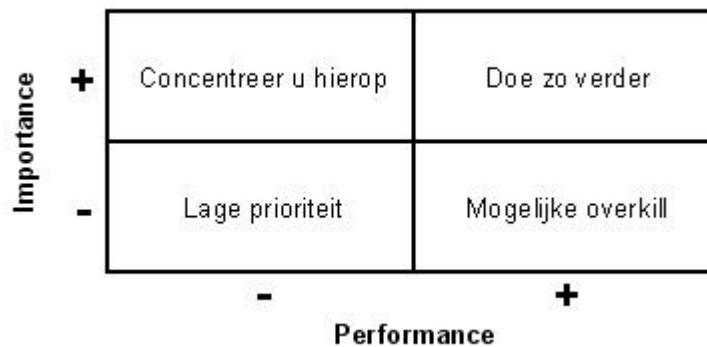 Importance
+
Concentreer u hierop
Doe zo verder
-
Lage prioriteit
Mogelijke overkill
-
+
Performance